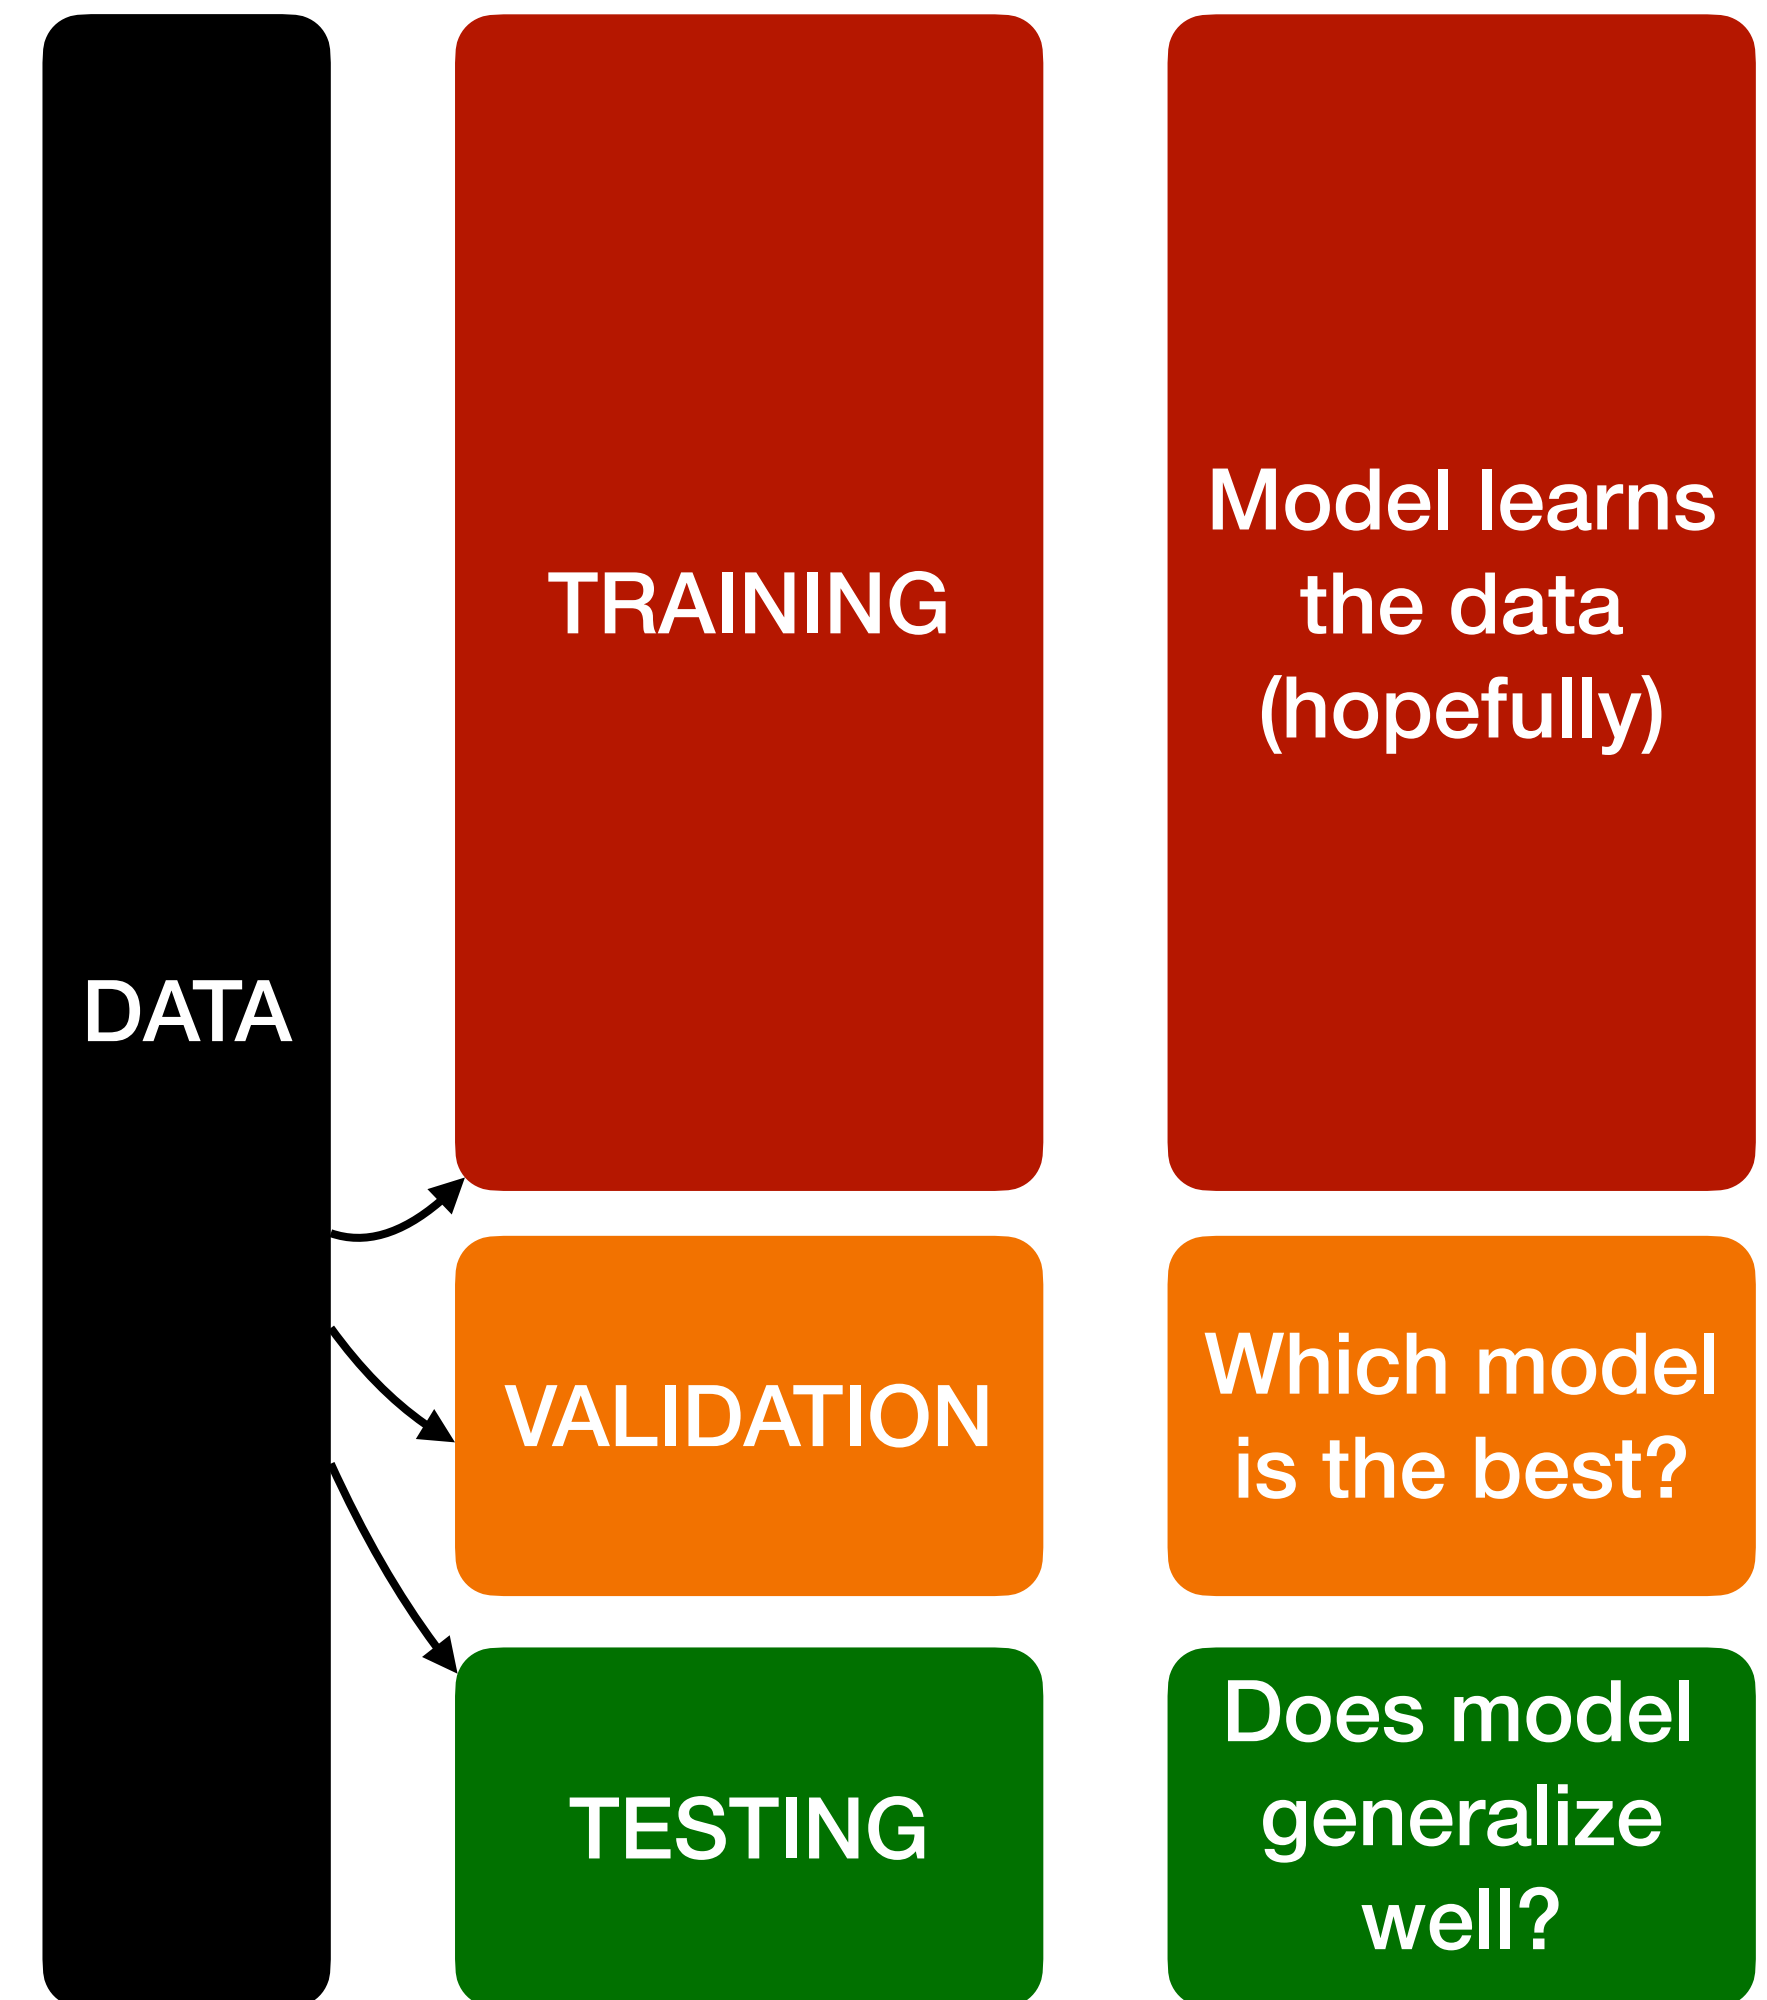 DATA
TRAINING
Model learns
the data
(hopefully)
VALIDATION
Which model
is the best?
TESTING
Does model
generalize
well?